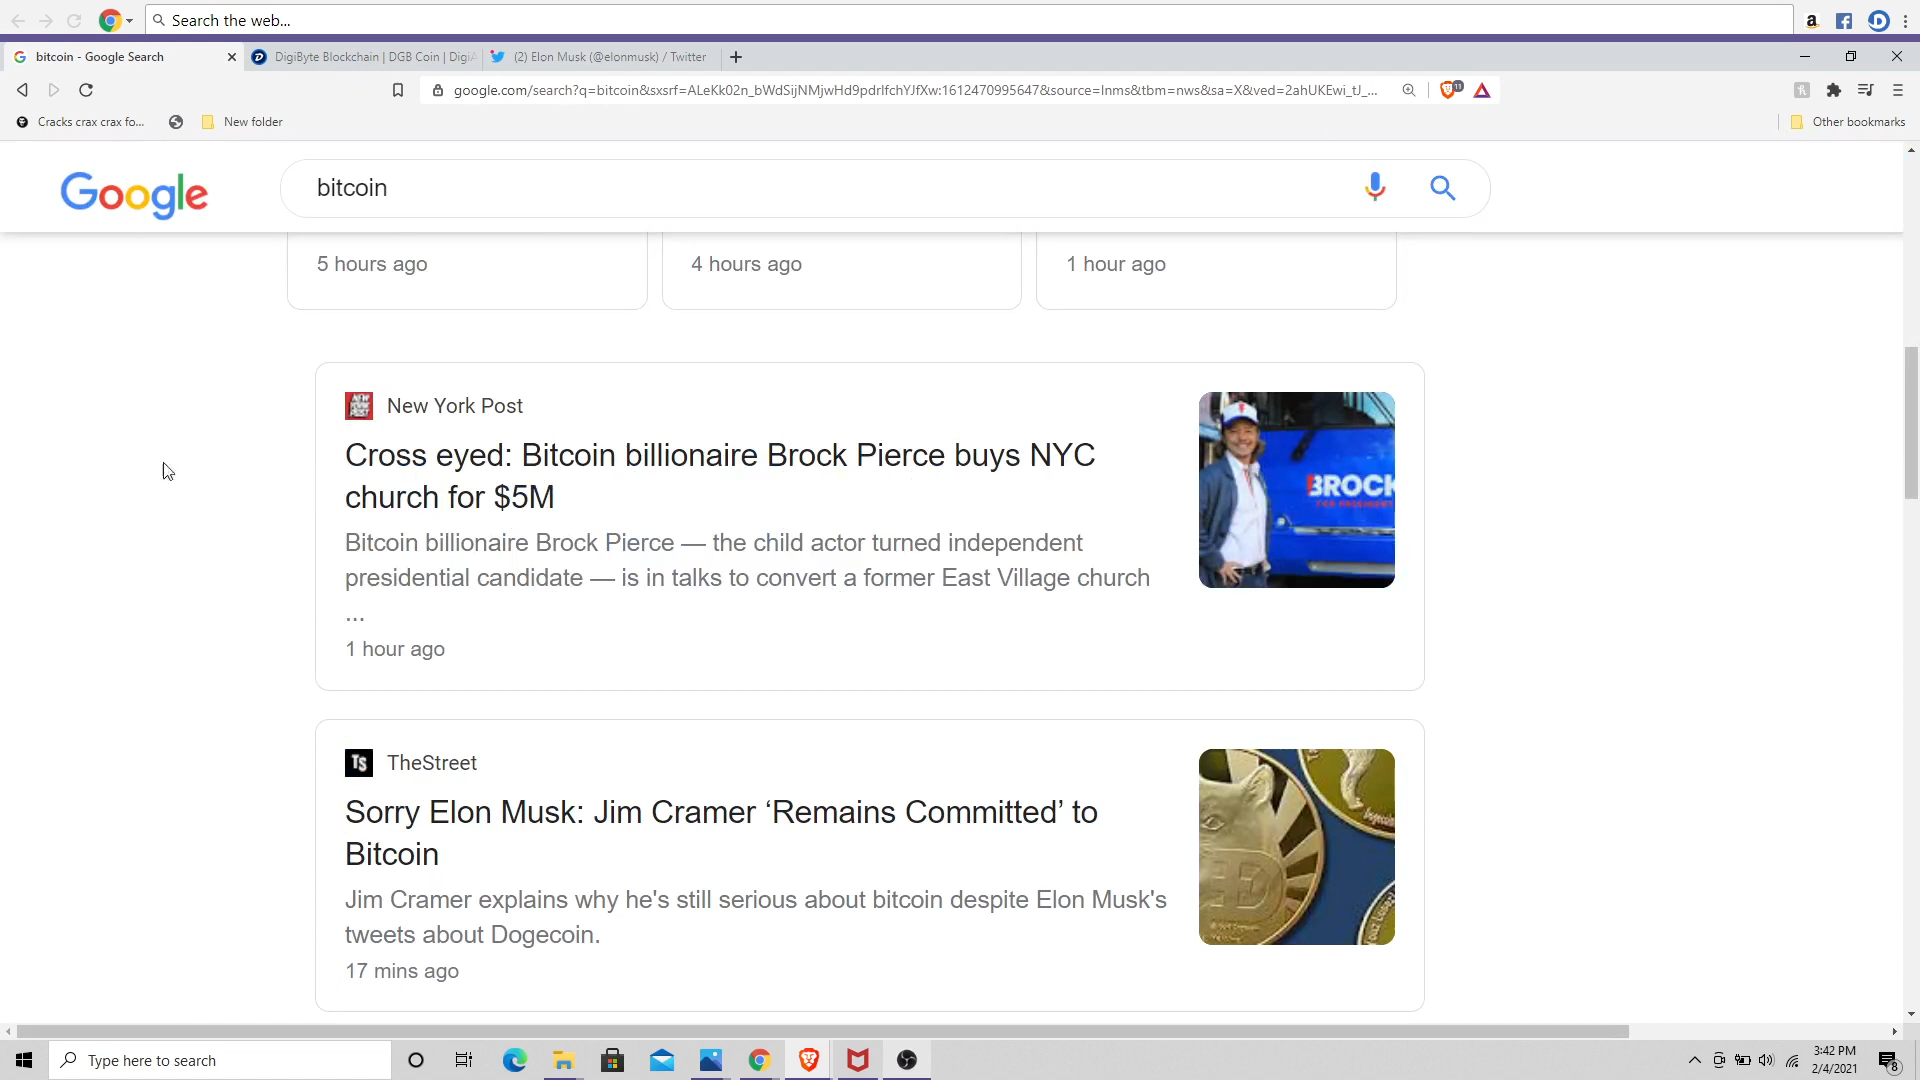 Search the web...
bitcoin - Google Search
DigiByte Blockchain | DGB Coin | Digi
(2) Elon Musk (@elonmusk) / Twitter
google.com/search?q=bitcoin&sxsrf=ALeKk02n_bWdSijNMjwHd9pdrIfchYJfXw:1612470995647&source=lnms&tbm=nws&sa=X&ved=2ahUKEwi_tJ_...
11
Cracks crax crax fo...
New folder
Other bookmarks
Google
bitcoin
5 hours ago
4 hours ago
1 hour ago
New York Post
Cross eyed: Bitcoin billionaire Brock Pierce buys NYC
church for $5M
Bitcoin billionaire Brock Pierce — the child actor turned independent
presidential candidate — is in talks to convert a former East Village church
...
1 hour ago
BROCK
FOR PRESIDENT
TS
TheStreet
Sorry Elon Musk: Jim Cramer ‘Remains Committed’ to
Bitcoin
Jim Cramer explains why he's still serious about bitcoin despite Elon Musk's
tweets about Dogecoin.
17 mins ago
Type here to search
3:42 PM
2/4/2021
8